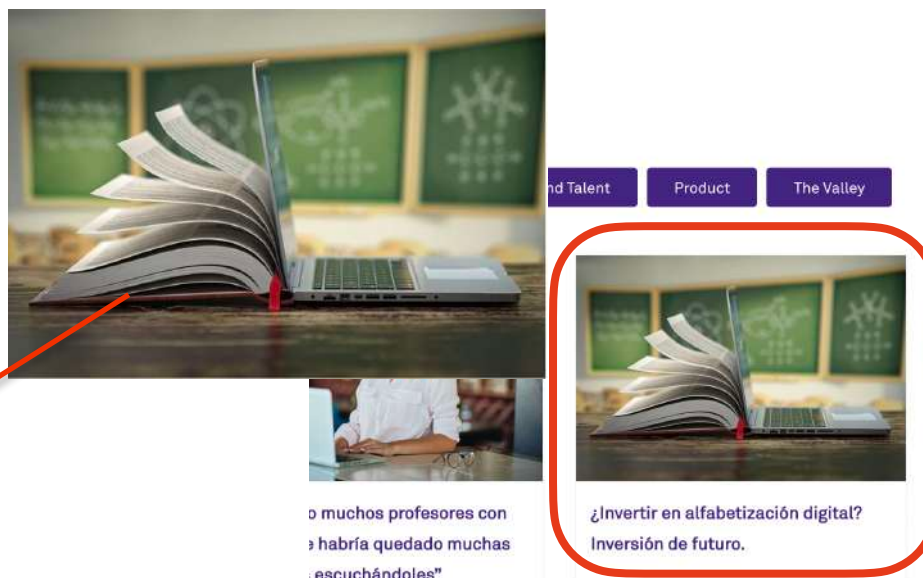 nd Talent
Product
The Valley
o muchos profesores con
e habría quedado muchas
escuchándoles”
¿Invertir en alfabetización digital?
Inversión de futuro.